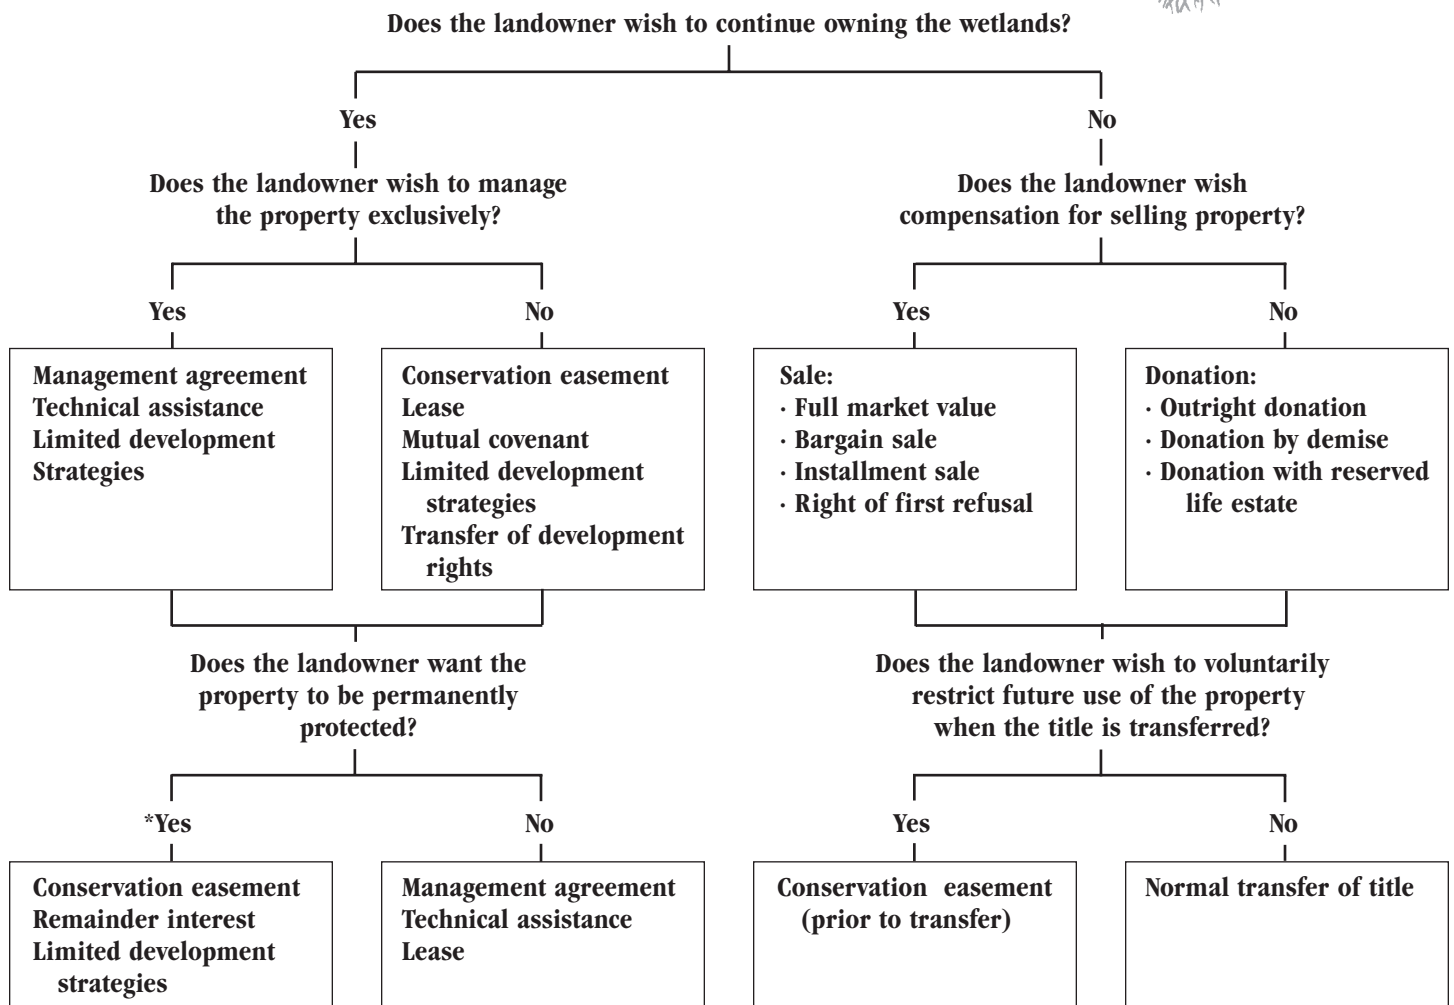 Does the landowner wish to continue owning the wetlands?
Yes
No
Does the landowner wish to manage
the property exclusively?
Does the landowner wish
compensation for selling property?
Yes
No
Yes
No
Management agreement
Technical assistance
Limited development
Strategies
Conservation easement
Lease
Mutual covenant
Limited development
strategies
Transfer of development
rights
Sale:
· Full market value
· Bargain sale
· Installment sale
· Right of first refusal
Donation:
· Outright donation
· Donation by demise
· Donation with reserved
life estate
Does the landowner want the
property to be permanently
protected?
Does the landowner wish to voluntarily
restrict future use of the property
when the title is transferred?
*Yes
No
Yes
No
Conservation easement
Remainder interest
Limited development
strategies
Management agreement
Technical assistance
Lease
Conservation easement
(prior to transfer)
Normal transfer of title